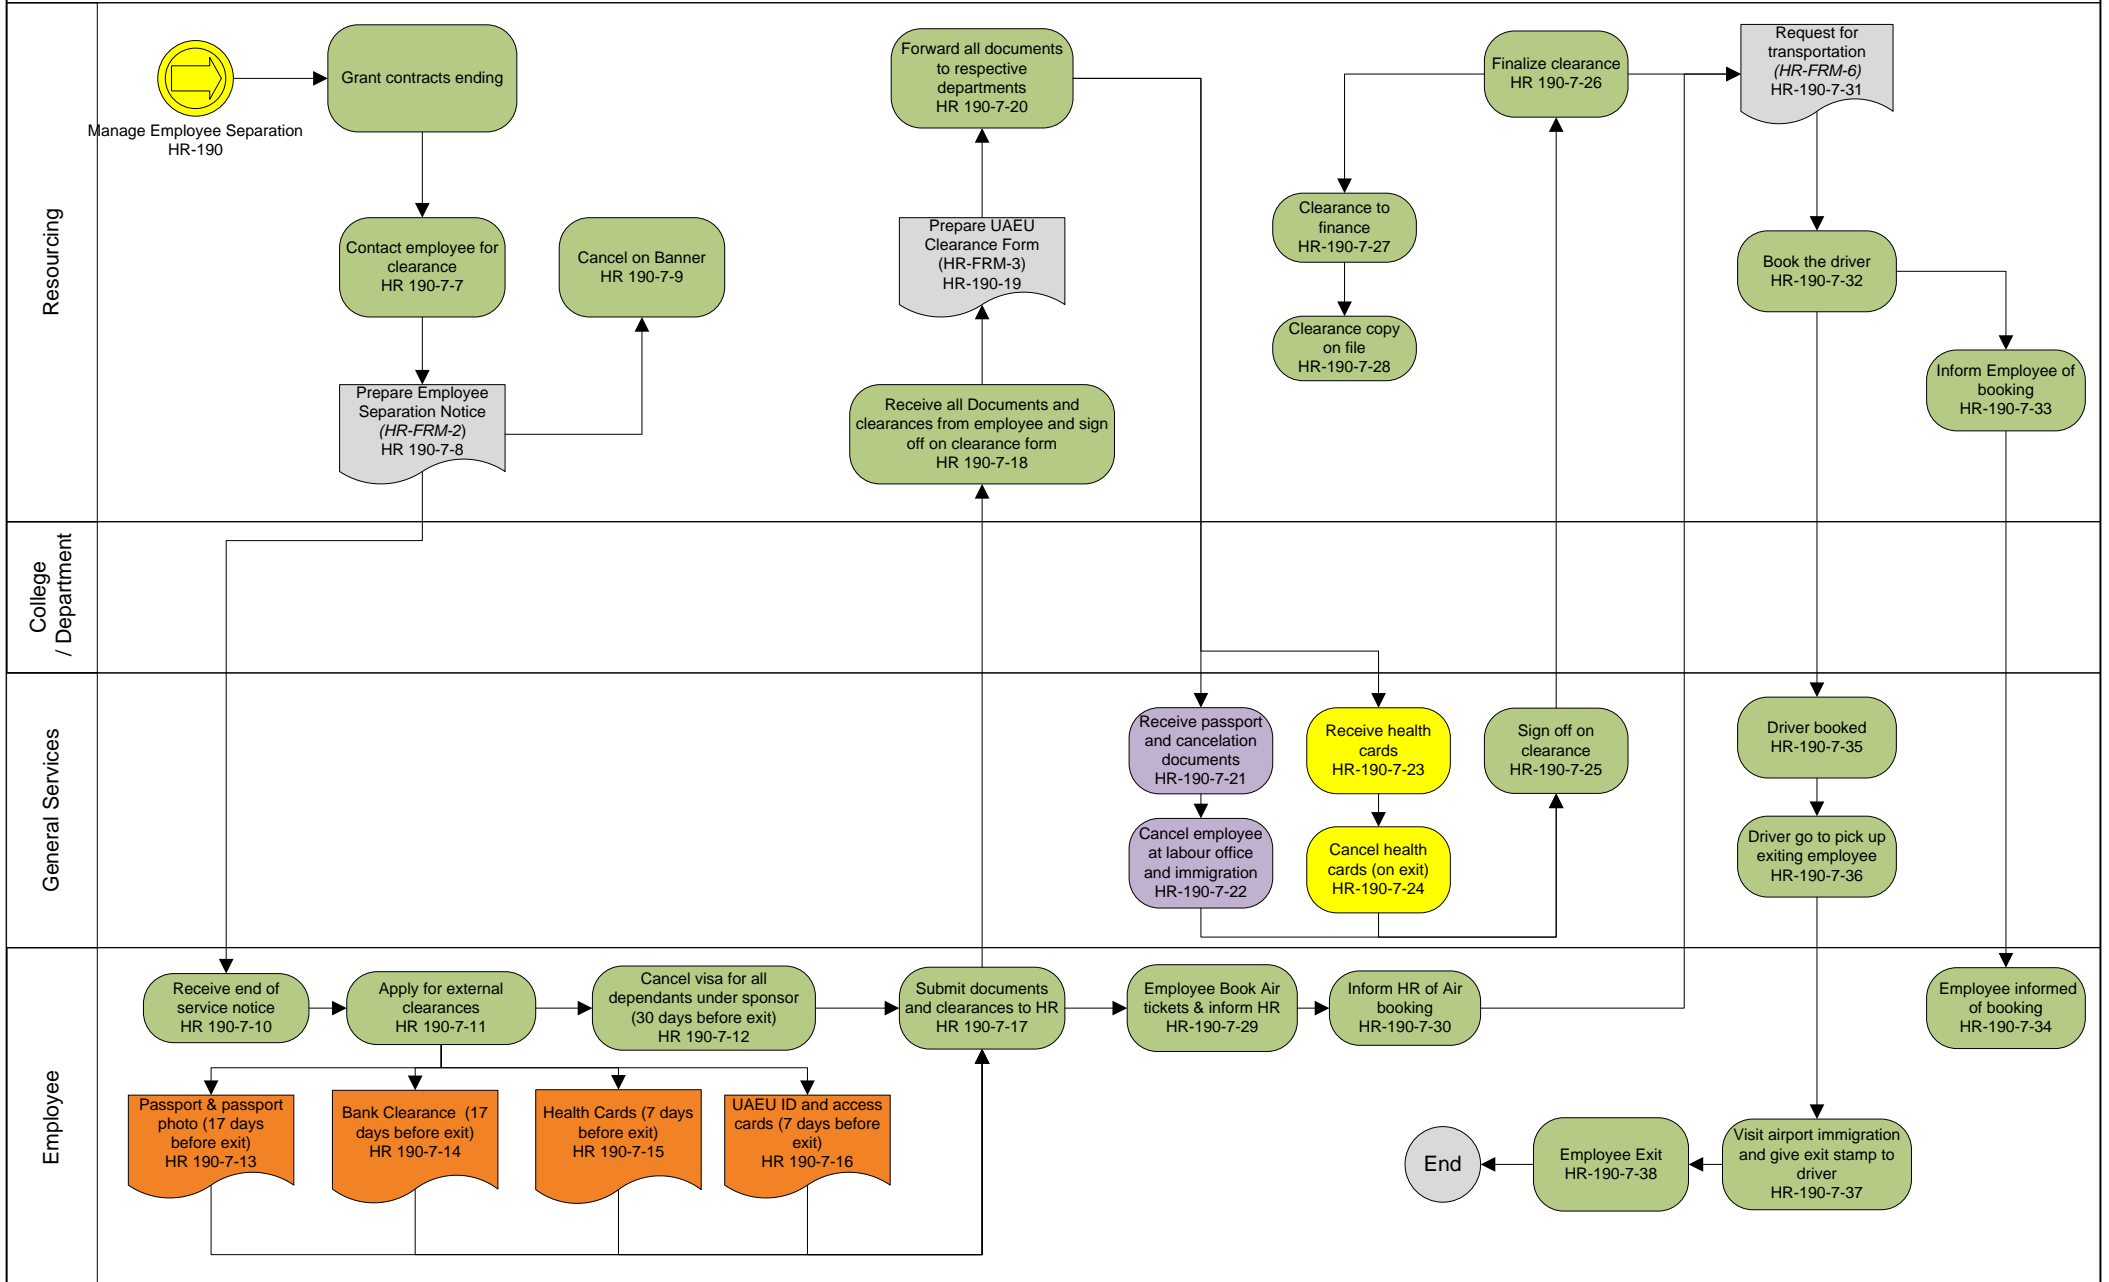 Resourcing
Manage Employee Separation
HR-190
Grant contracts ending
Contact employee for
clearance
HR 190-7-7
Prepare Employee
Separation Notice
(HR-FRM-2)
HR 190-7-8
Cancel on Banner
HR 190-7-9
Forward all documents
to respective
departments
HR 190-7-20
Prepare UAEU
Clearance Form
(HR-FRM-3)
HR-190-19
Receive all Documents and
clearances from employee and sign
off on clearance form
HR 190-7-18
Finalize clearance
HR 190-7-26
Clearance to
finance
HR-190-7-27
Clearance copy
on file
HR-190-7-28
Request for
transportation
(HR-FRM-6)
HR-190-7-31
Book the driver
HR-190-7-32
Inform Employee of
booking
HR-190-7-33
College
/ Department
General Services
Receive passport
and cancelation
documents
HR-190-7-21
Cancel employee
at labour office
and immigration
HR-190-7-22
Receive health
cards
HR-190-7-23
Cancel health
cards (on exit)
HR-190-7-24
Sign off on
clearance
HR-190-7-25
Driver booked
HR-190-7-35
Driver go to pick up
exiting employee
HR-190-7-36
Employee
Receive end of
service notice
HR 190-7-10
Apply for external
clearances
HR 190-7-11
Cancel visa for all
dependants under sponsor
(30 days before exit)
HR 190-7-12
Submit documents
and clearances to HR
HR 190-7-17
Employee Book Air
tickets & inform HR
HR-190-7-29
Inform HR of Air
booking
HR-190-7-30
Employee informed
of booking
HR-190-7-34
Passport & passport
photo (17 days
before exit)
HR 190-7-13
Bank Clearance (17
days before exit)
HR 190-7-14
Health Cards (7 days
before exit)
HR 190-7-15
UAEU ID and access
cards (7 days before
exit)
HR 190-7-16
End
Employee Exit
HR-190-7-38
Visit airport immigration
and give exit stamp to
driver
HR-190-7-37